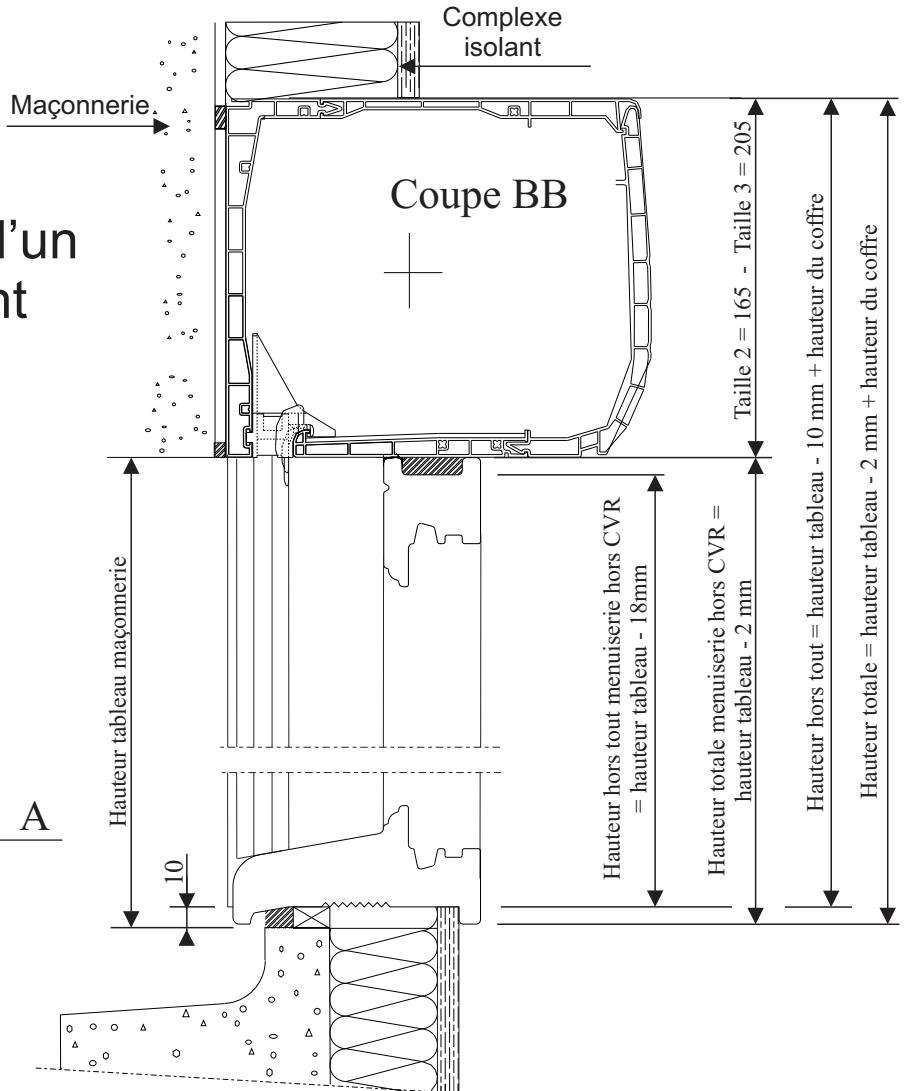 Complexe
isolant
Maçonnerie
l'un
nt
Coupe BB
Taille 2 = 165 - Taille 3 = 205
Hauteur hors tout = hauteur tableau - 10 mm + hauteur du coffre
Hauteur totale = hauteur tableau - 2 mm + hauteur du coffre
Hauteur tableau maçonnerie
Hauteur hors tout menuiserie hors CVR
= hauteur tableau - 18mm
Hauteur totale menuiserie hors CVR =
hauteur tableau - 2 mm
A
10